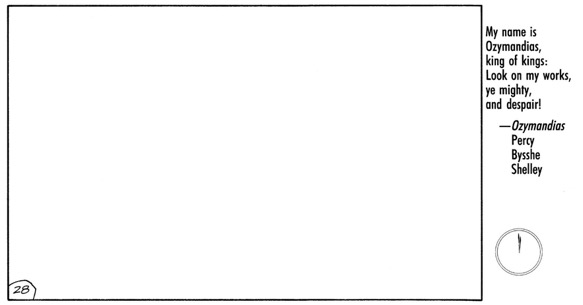 My name is
Ozymandias,
king of kings:
Look on my works,
ye mighty,
and despair!
—Ozymandias
Percy
Bysshe
Shelley
28